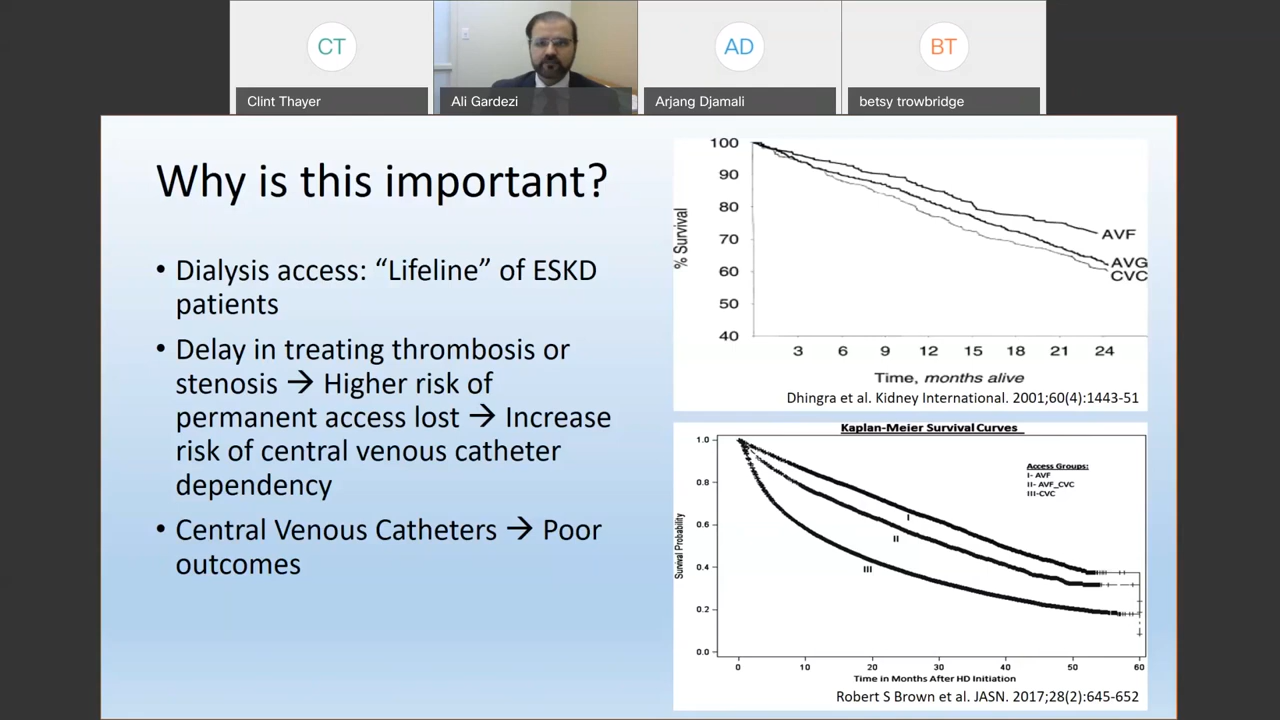 CT
AD
BT
Clint Thayer
Ali Gardezi
Arjang Djamali
betsy trowbridge
Why is this important?
• Dialysis access: “Lifeline” of ESKD
patients
• Delay in treating thrombosis or
stenosis → Higher risk of
permanent access lost → Increase
risk of central venous catheter
dependency
• Central Venous Catheters → Poor
outcomes
100
90
80
70
60
50
40
% Survival
AVF
AVG
CVC
3 6 9 12 15 18 21 24
Time, months alive
Dhingra et al. Kidney International. 2001;60(4):1443-51
Kaplan-Meier Survival Curves
1.0
0.8
0.6
0.4
0.2
0.0
Survival Probability
Access Groups:
I- AVF
II- AVF_CVC
III-CVC
I
II
III
0 10 20 30 40 50 60
Time in Months After HD Initiation
Robert S Brown et al. JASN. 2017;28(2):645-652